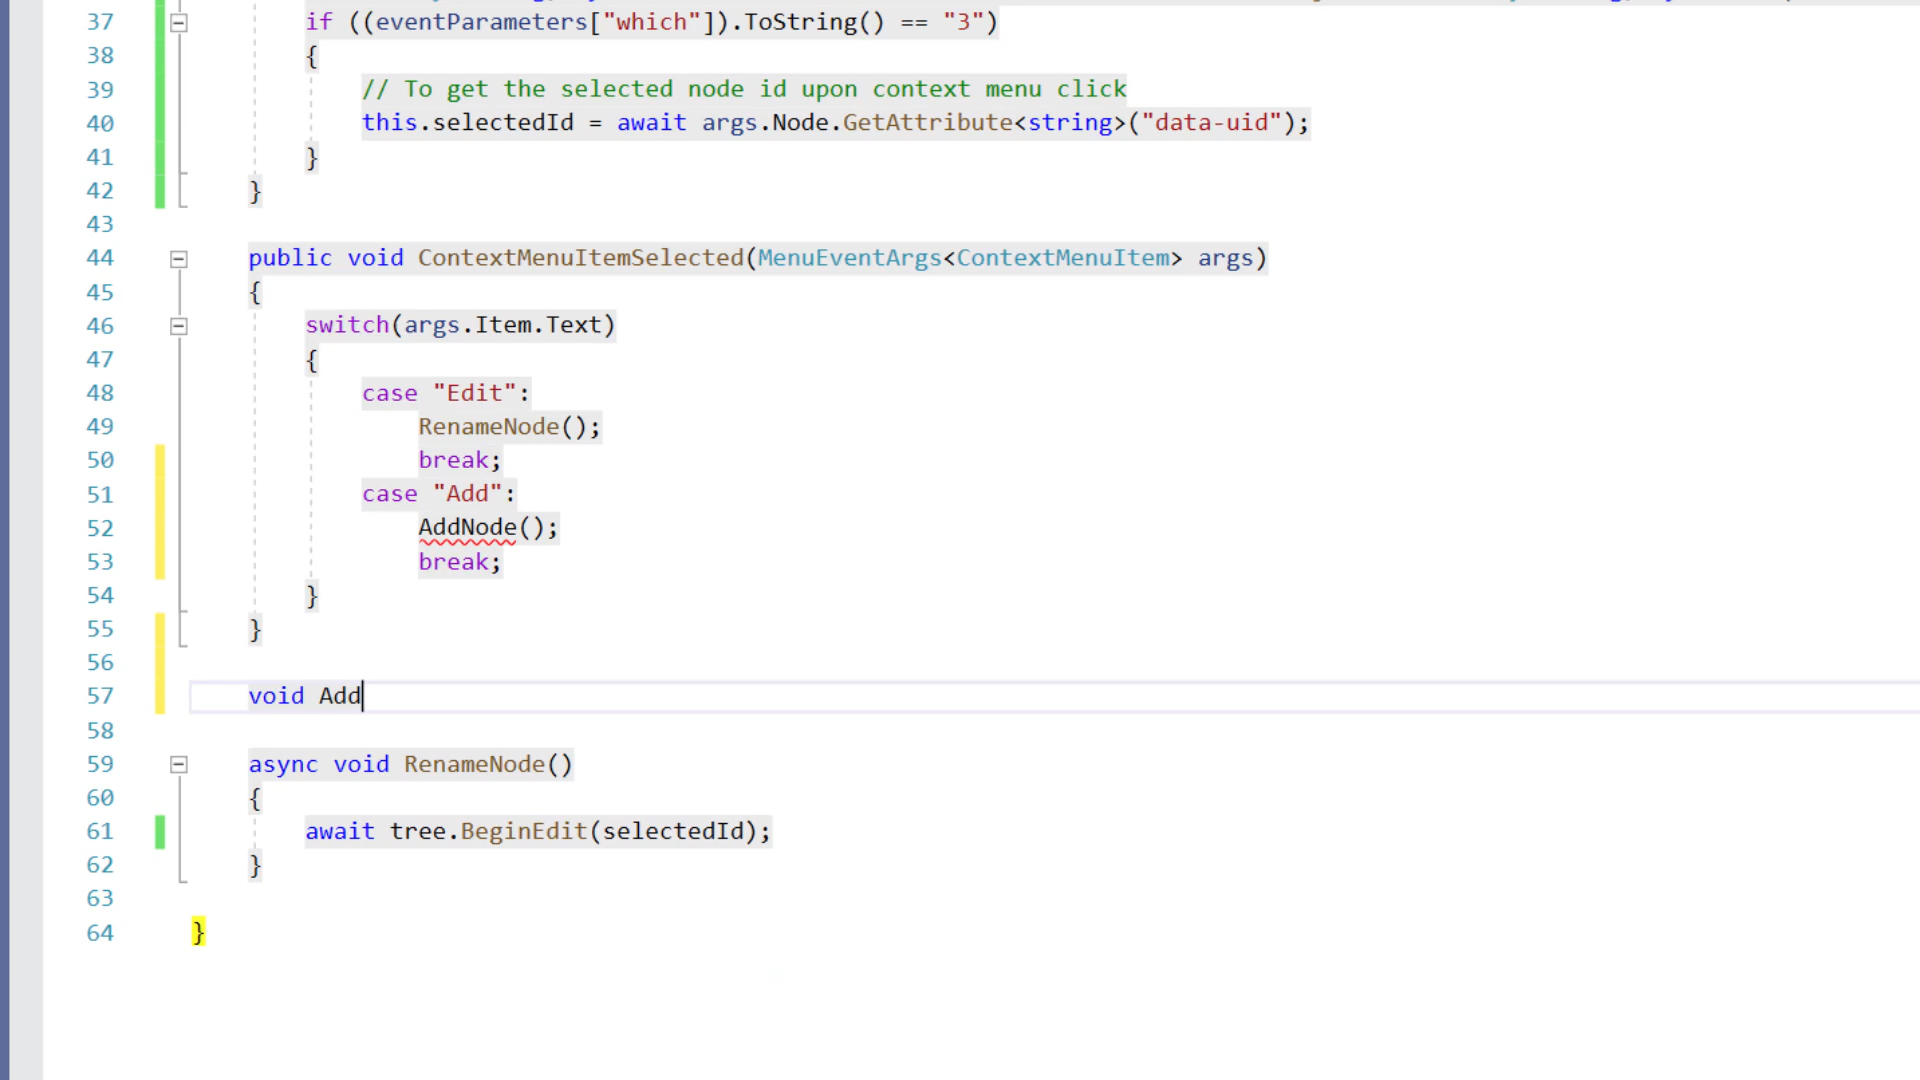 37 if ((eventParameters["which"]).ToString() == "3")
38 {
39 // To get the selected node id upon context menu click
40 this.selectedId = await args.Node.GetAttribute<string>("data-uid");
41 }
42 }
43
44 public void ContextMenuItemSelected(MenuEventArgs<ContextMenuItem> args)
45 {
46 switch(args.Item.Text)
47 {
48 case "Edit":
49 RenameNode();
50 break;
51 case "Add":
52 AddNode();
53 break;
54 }
55 }
56
57 void Add
58
59 async void RenameNode()
60 {
61 await tree.BeginEdit(selectedId);
62 }
63
64 }